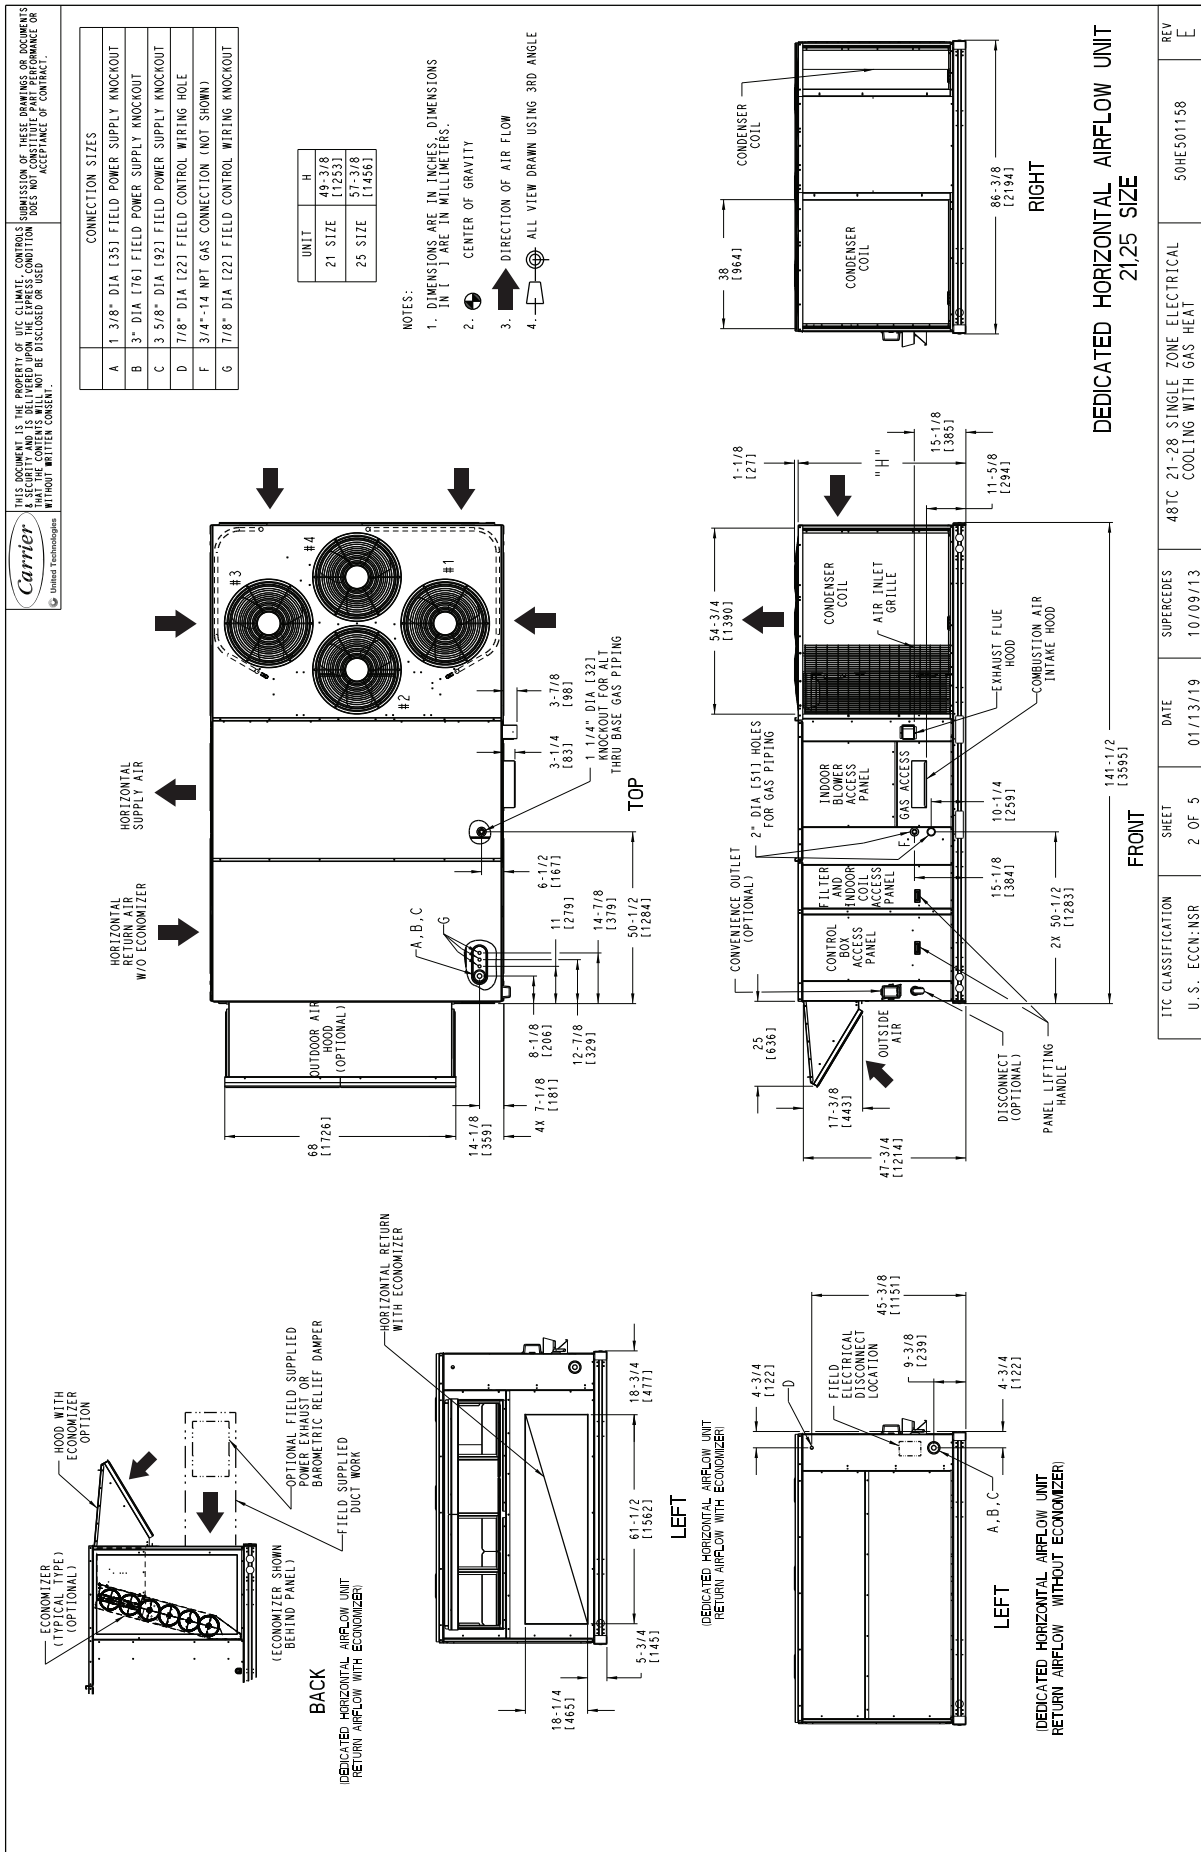 Carrier
United Technologies
THIS DOCUMENT IS THE PROPERTY OF UTC CLIMATE, CONTROLS
& SECURITY AND IS DELIVERED UPON THE EXPRESS CONDITION
THAT THE CONTENTS WILL NOT BE DISCLOSED OR USED
WITHOUT WRITTEN CONSENT.
SUBMISSION OF THESE DRAWINGS OR DOCUMENTS
DOES NOT CONSTITUTE PART PERFORMANCE OR
ACCEPTANCE OF CONTRACT.
CONNECTION SIZES
A 1 3/8" DIA [35] FIELD POWER SUPPLY KNOCKOUT
B 3" DIA [76] FIELD POWER SUPPLY KNOCKOUT
C 3 5/8" DIA [92] FIELD POWER SUPPLY KNOCKOUT
D 7/8" DIA [22] FIELD CONTROL WIRING HOLE
F 3/4"-14 NPT GAS CONNECTION (NOT SHOWN)
G 7/8" DIA [22] FIELD CONTROL WIRING KNOCKOUT
UNIT H
21 SIZE 49-3/8
[1253]
25 SIZE 57-3/8
[1456]
NOTES:
1. DIMENSIONS ARE IN INCHES, DIMENSIONS
IN [ ] ARE IN MILLIMETERS.
2. CENTER OF GRAVITY
3. DIRECTION OF AIR FLOW
4. ALL VIEW DRAWN USING 3RD ANGLE
ECONOMIZER
(TYPICAL TYPE)
(OPTIONAL)
HOOD WITH
ECONOMIZER
OPTION
OPTIONAL FIELD SUPPLIED
POWER EXHAUST OR
BAROMETRIC RELIEF DAMPER
FIELD SUPPLIED
DUCT WORK
(ECONOMIZER SHOWN
BEHIND PANEL)
BACK
(DEDICATED HORIZONTAL AIRFLOW UNIT
RETURN AIRFLOW WITH ECONOMIZER)
HORIZONTAL
RETURN AIR
W/O ECONOMIZER
HORIZONTAL
SUPPLY AIR
OUTDOOR AIR
HOOD
(OPTIONAL)
68
[1726]
14-1/8
[359]
4X 7-1/8
[181]
8-1/8
[206]
12-7/8
[329]
11
[279]
14-7/8
[379]
50-1/2
[1284]
6-1/2
[167]
A,B,C
G
3-1/4
[83]
3-7/8
[98]
1 1/4" DIA [32]
KNOCKOUT FOR ALT
THRU BASE GAS PIPING
#1
#2
#3
#4
TOP
HORIZONTAL RETURN
WITH ECONOMIZER
18-1/4
[465]
5-3/4
[145]
61-1/2
[1562]
18-3/4
[477]
LEFT
(DEDICATED HORIZONTAL AIRFLOW UNIT
RETURN AIRFLOW WITH ECONOMIZER)
4-3/4
[122]
D
FIELD
ELECTRICAL
DISCONNECT
LOCATION
9-3/8
[239]
45-3/8
[1151]
4-3/4
[122]
A,B,C
LEFT
(DEDICATED HORIZONTAL AIRFLOW UNIT
RETURN AIRFLOW WITHOUT ECONOMIZER)
25
[636]
17-3/8
[443]
47-3/4
[1214]
OUTSIDE
AIR
DISCONNECT
(OPTIONAL)
PANEL LIFTING
HANDLE
CONVENIENCE OUTLET
(OPTIONAL)
2" DIA [51] HOLES
FOR GAS PIPING
CONTROL
BOX
ACCESS
PANEL
FILTER
AND
INDOOR
COIL
ACCESS
PANEL
INDOOR
BLOWER
ACCESS
PANEL
GAS ACCESS
F
15-1/8
[384]
10-1/4
[259]
2X 50-1/2
[1283]
141-1/2
[3595]
54-3/4
[1390]
CONDENSER
COIL
AIR INLET
GRILLE
EXHAUST FLUE
HOOD
COMBUSTION AIR
INTAKE HOOD
1-1/8
[27]
"H"
15-1/8
[385]
11-5/8
[294]
FRONT
38
[964]
CONDENSER
COIL
CONDENSER
COIL
86-3/8
[2194]
RIGHT
DEDICATED HORIZONTAL AIRFLOW UNIT
21,25 SIZE
ITC CLASSIFICATION
U.S. ECCN:NSR
SHEET
2 OF 5
DATE
01/13/19
SUPERCEDES
10/09/13
48TC 21-28 SINGLE ZONE ELECTRICAL
COOLING WITH GAS HEAT
50HE501158
REV
E